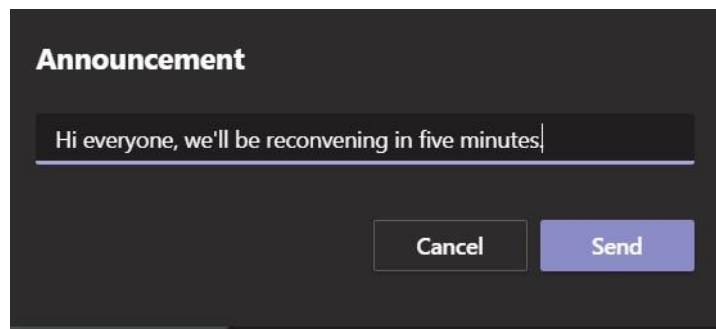 Announcement
Hi everyone, we'll be reconvening in five minutes.
Cancel Send